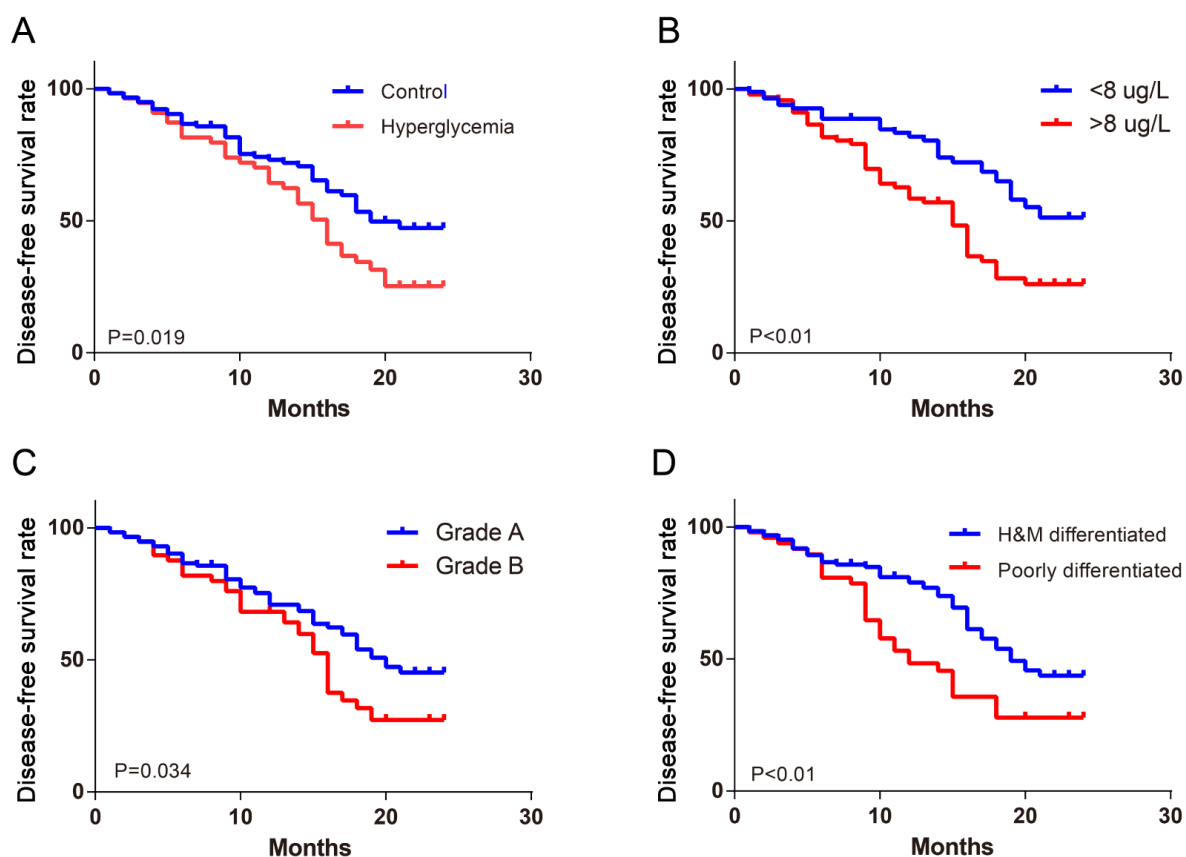 A
Disease-free survival rate
100
50
0
Control
Hyperglycemia
P=0.019
0 10 20 30
Months
B
Disease-free survival rate
100
50
0
<8 ug/L
>8 ug/L
P<0.01
0 10 20 30
Months
C
Disease-free survival rate
100
50
0
Grade A
Grade B
P=0.034
0 10 20 30
Months
D
Disease-free survival rate
100
50
0
H&M differentiated
Poorly differentiated
P<0.01
0 10 20 30
Months